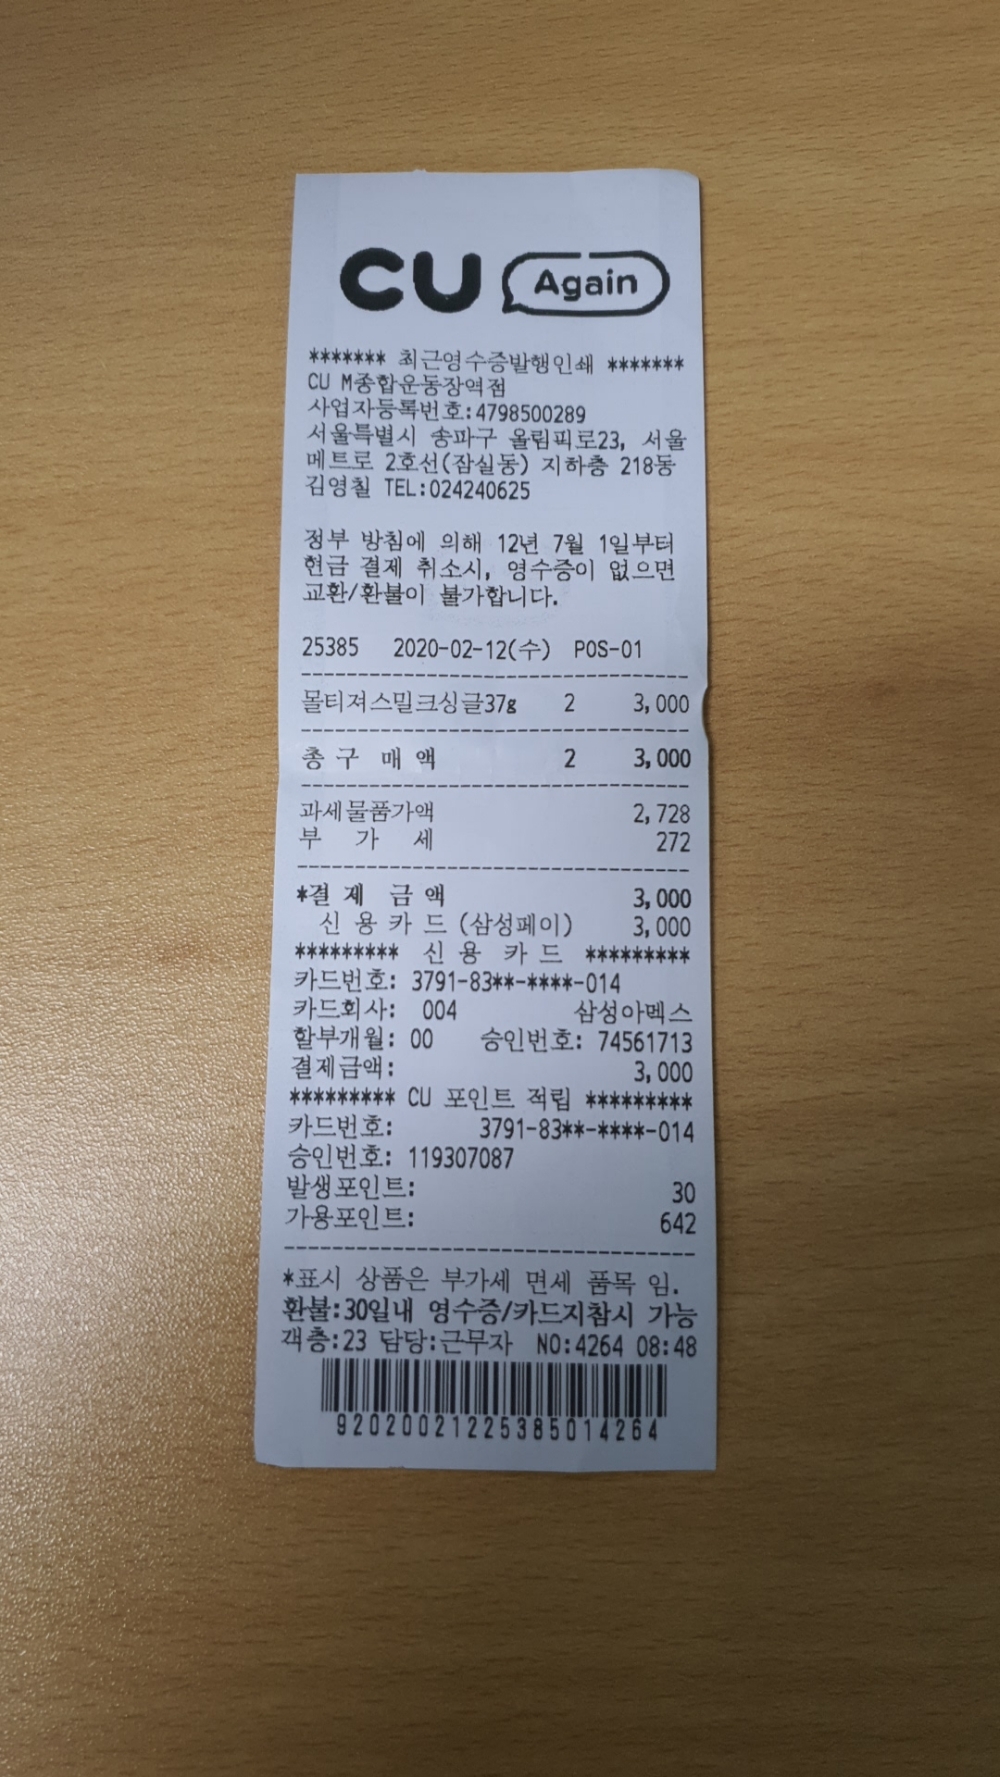 CU Again
******* 최근영수증발행인쇄 *******
CU M종합운동장역점
사업자등록번호:4798500289
서울특별시 송파구 올림픽로23, 서울
메트로 2호선(잠실동) 지하층 218동
김영칠 TEL:024240625
정부 방침에 의해 12년 7월 1일부터
현금 결제 취소시, 영수증이 없으면
교환/환불이 불가합니다.
25385 2020-02-12(수) POS-01
몰티져스밀크싱글37g 2 3,000
총 구 매 액 2 3,000
과세물품가액 2,728
부 가 세 272
*결 제 금 액 3,000
신 용 카 드 (삼성페이) 3,000
********* 신 용 카 드 *********
카드번호: 3791-83**-****-014
카드회사: 004 삼성아멕스
할부개월: 00 승인번호: 74561713
결제금액: 3,000
********* CU 포인트 적립 *********
카드번호: 3791-83**-****-014
승인번호: 119307087
발생포인트: 30
가용포인트: 642
*표시 상품은 부가세 면세 품목 임.
환불:30일내 영수증/카드지참시 가능
객층:23 담당:근무자 NO:4264 08:48
92020021225385014264